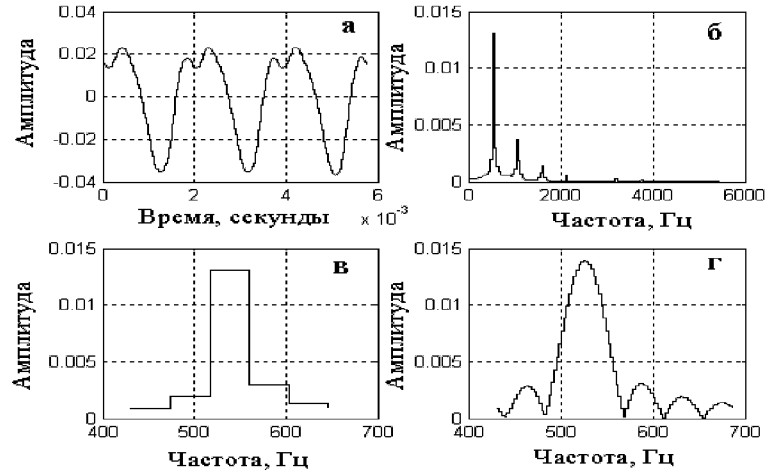 0.04
0.02
0
-0.02
-0.04
Амплитуда
а
0 2 4 6
Время, секунды x 10⁻³
0.015
0.01
0.005
0
Амплитуда
б
0 2000 4000 6000
Частота, Гц
0.015
0.01
0.005
0
Амплитуда
в
400 500 600 700
Частота, Гц
0.015
0.01
0.005
0
Амплитуда
г
400 500 600 700
Частота, Гц